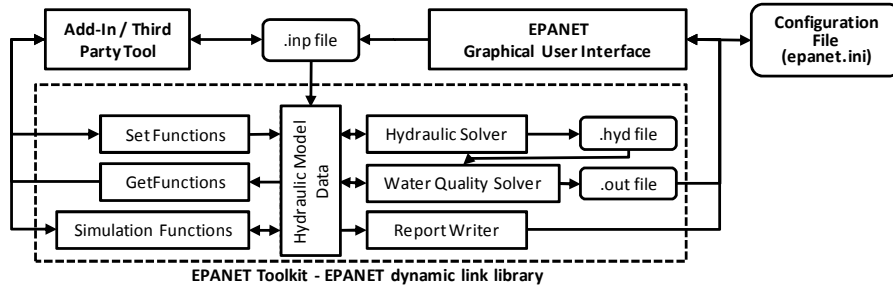 Add-In / Third
Party Tool
.inp file
EPANET
Graphical User Interface
Configuration
File
(epanet.ini)
Set Functions
GetFunctions
Simulation Functions
Hydraulic Model
Data
Hydraulic Solver
.hyd file
Water Quality Solver
.out file
Report Writer
EPANET Toolkit - EPANET dynamic link library